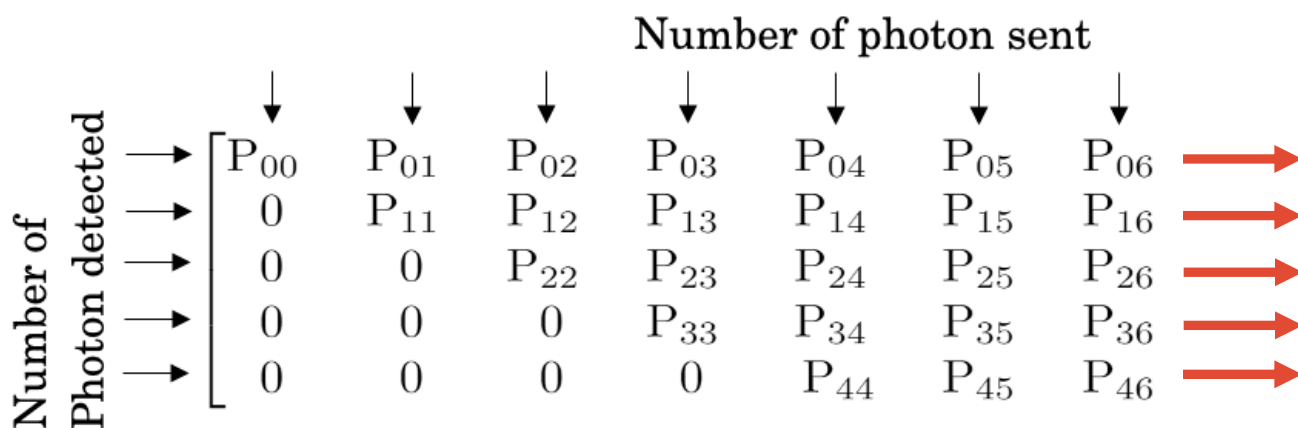 Number of photon sent
Number of
Photon detected
P₀₀ P₀₁ P₀₂ P₀₃ P₀₄ P₀₅ P₀₆
0 P₁₁ P₁₂ P₁₃ P₁₄ P₁₅ P₁₆
0 0 P₂₂ P₂₃ P₂₄ P₂₅ P₂₆
0 0 0 P₃₃ P₃₄ P₃₅ P₃₆
0 0 0 0 P₄₄ P₄₅ P₄₆